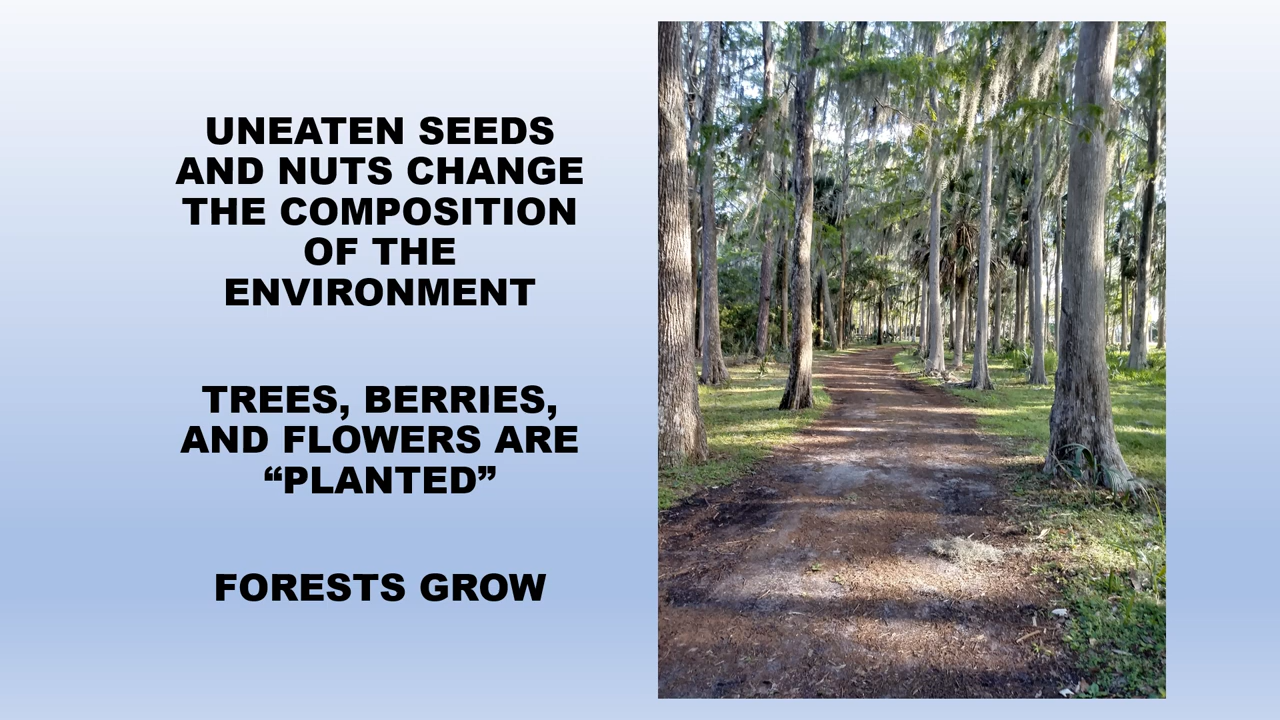 UNEATEN SEEDS
AND NUTS CHANGE
THE COMPOSITION
OF THE
ENVIRONMENT
TREES, BERRIES,
AND FLOWERS ARE
“PLANTED”
FORESTS GROW